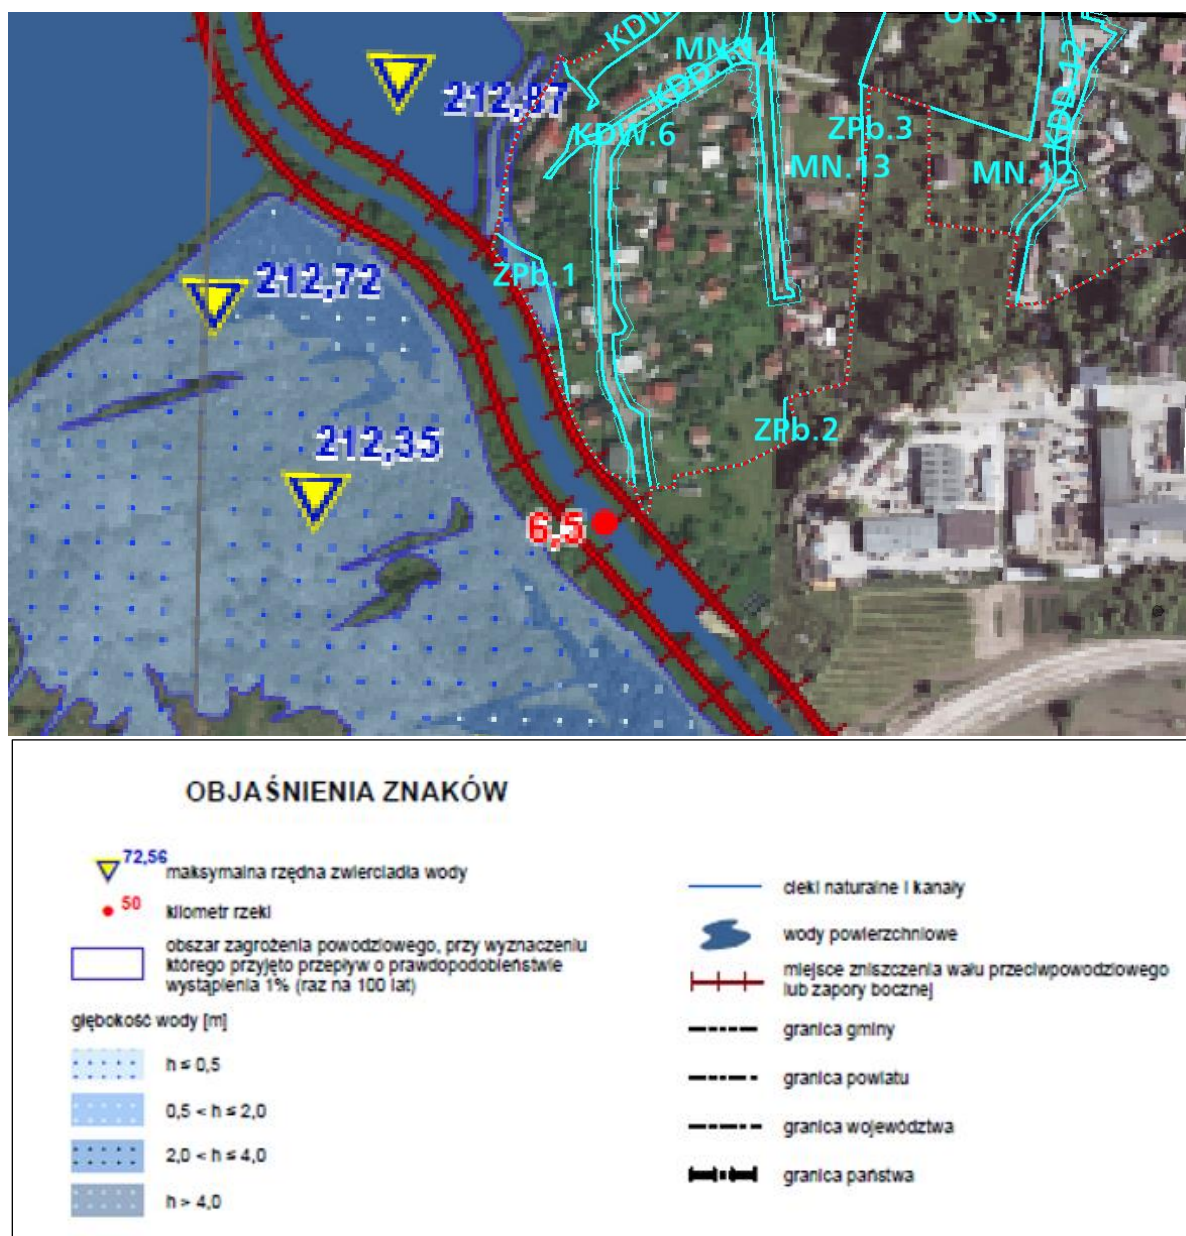 Uks.1
KDW.
MN.14
KDD.11
212,97
KDD.12
ZPb.3
KDW.6
MN.13
MN.12
ZPb.1
212,72
ZPb.2
212,35
6,5
OBJAŚNIENIA ZNAKÓW
72,56
maksymalna rzędna zwierciadła wody
50
kilometr rzeki
obszar zagrożenia powodziowego, przy wyznaczeniu
którego przyjęto przepływ o prawdopodobieństwie
wystąpienia 1% (raz na 100 lat)
głębokość wody [m]
h ≤ 0,5
0,5 < h ≤ 2,0
2,0 < h ≤ 4,0
h > 4,0
cieki naturalne i kanały
wody powierzchniowe
miejsce zniszczenia wału przeciwpowodziowego
lub zapory bocznej
granica gminy
granica powiatu
granica województwa
granica państwa